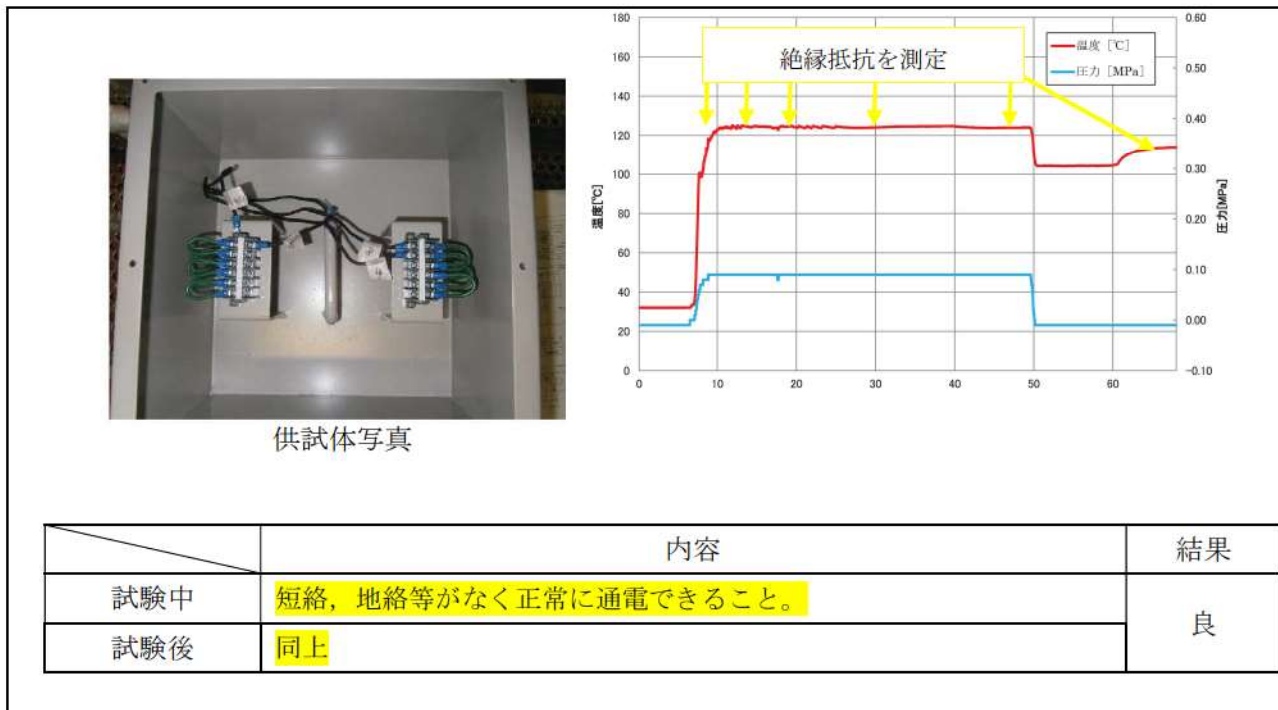 180
160
140
120
100
80
60
40
20
0
温度[℃]
絶縁抵抗を測定
温度 [℃]
圧力 [MPa]
0.60
0.50
0.40
0.30
0.20
0.10
0.00
-0.10
圧力[MPa]
0 10 20 30 40 50 60
供試体写真
内容 結果
試験中 短絡，地絡等がなく正常に通電できること。 良
試験後 同上